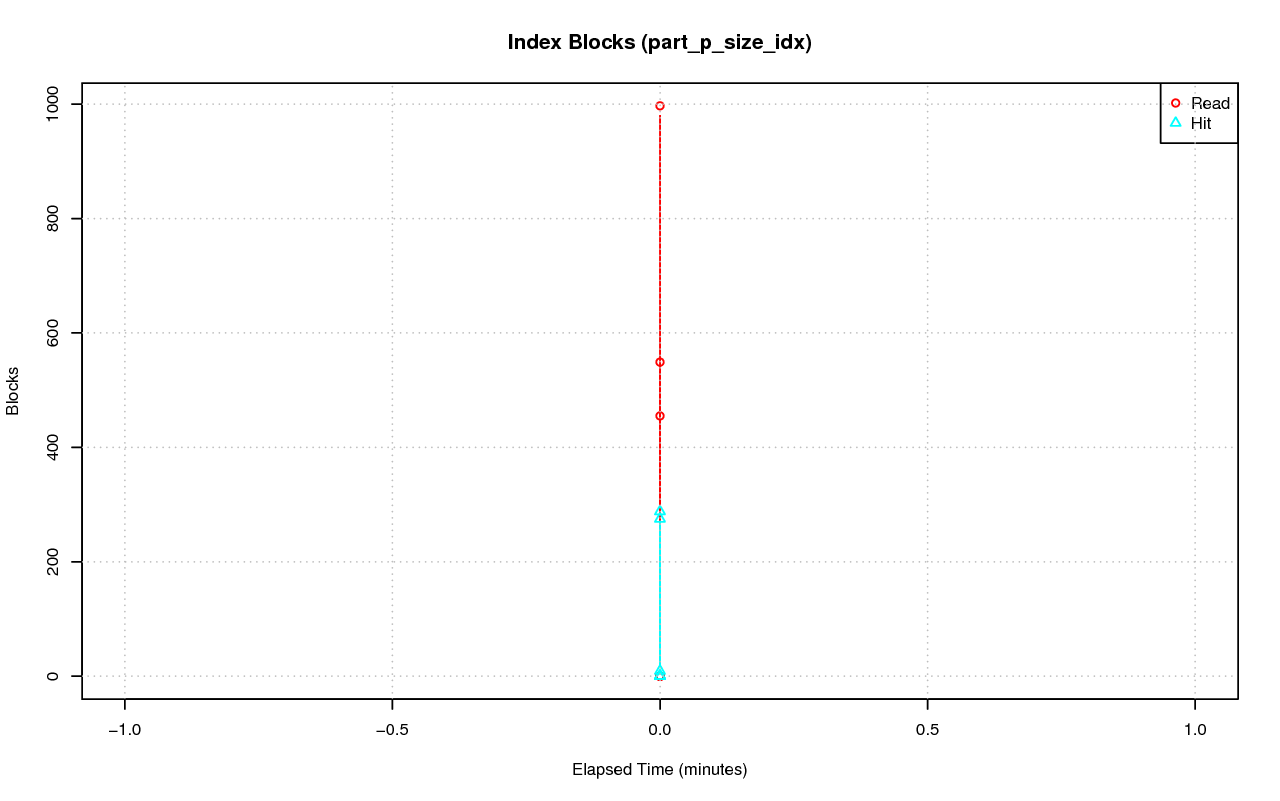 Index Blocks (part_p_size_idx)
Read
Hit
Blocks
1000
800
600
400
200
0
−1.0 −0.5 0.0 0.5 1.0
Elapsed Time (minutes)